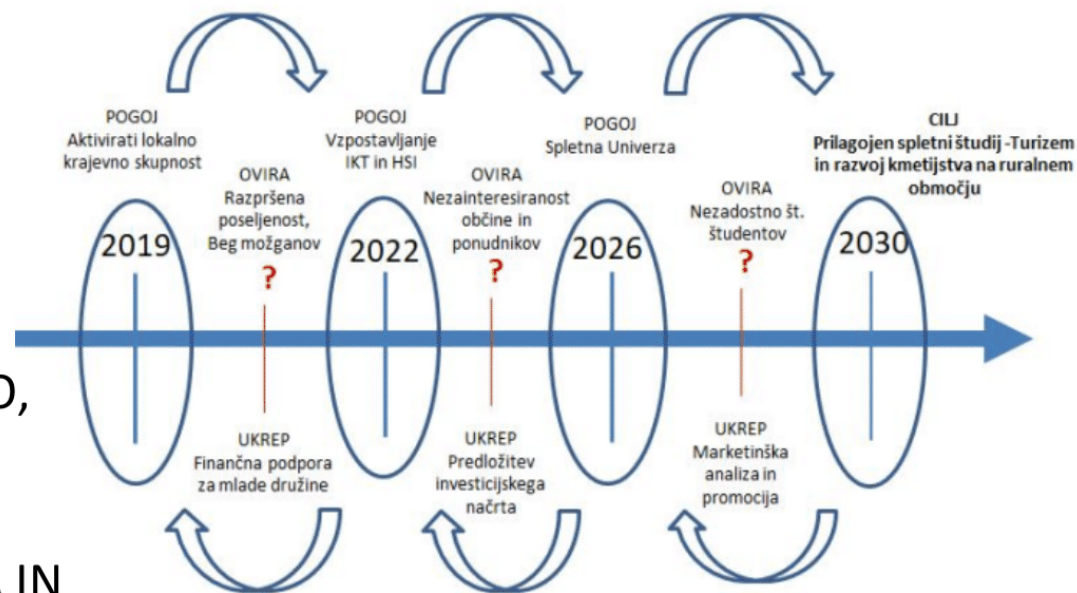 POGOJ
Aktivirati lokalno
krajevno skupnost
2019
OVIRA
Razpršena
poseljenost,
Beg možganov
?
UKREP
Finančna podpora
za mlade družine
POGOJ
Vzpostavljanje
IKT in HSI
2022
OVIRA
Nezainteresiranost
občine in
ponudnikov
?
UKREP
Predložitev
investicijskega
načrta
POGOJ
Spletna Univerza
2026
OVIRA
Nezadostno št.
študentov
?
UKREP
Marketinška
analiza in
promocija
CILJ
Prilagojen spletni študij -Turizem
in razvoj kmetijstva na ruralnem
območju
2030
IN